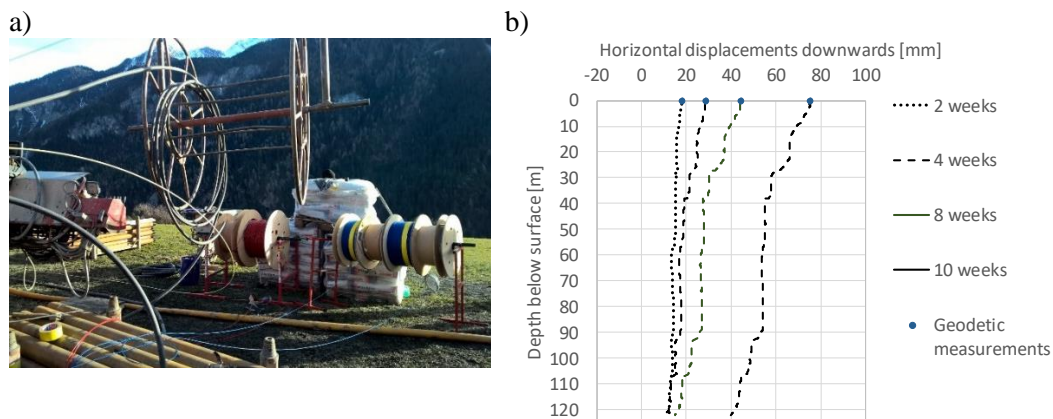 a)
b)
Horizontal displacements downwards [mm]
-20 0 20 40 60 80 100
Depth below surface [m]
0
10
20
30
40
50
60
70
80
90
100
110
120
2 weeks
4 weeks
8 weeks
10 weeks
Geodetic
measurements